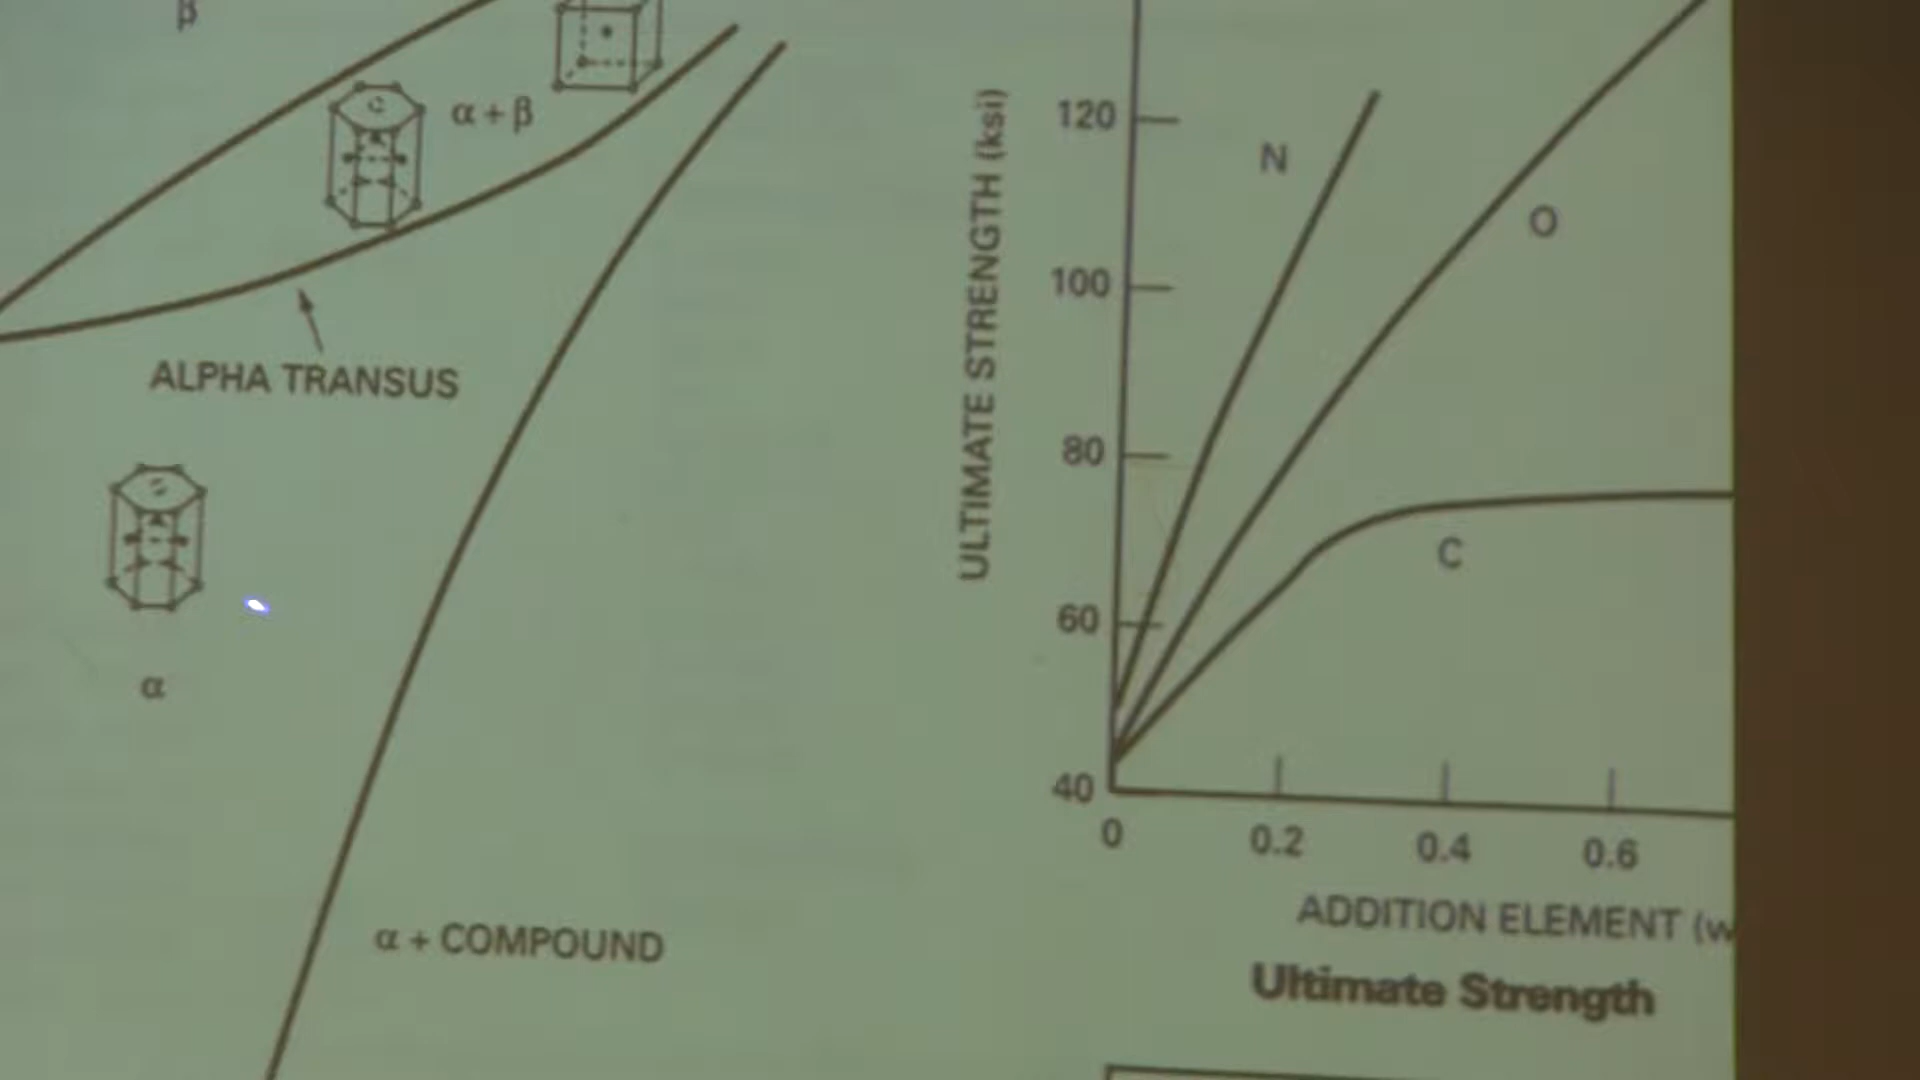 β
α + β
ALPHA TRANSUS
α
α + COMPOUND
ULTIMATE STRENGTH (ksi)
120
100
80
60
40
N
O
C
0
0.2
0.4
0.6
ADDITION ELEMENT (w
Ultimate Strength